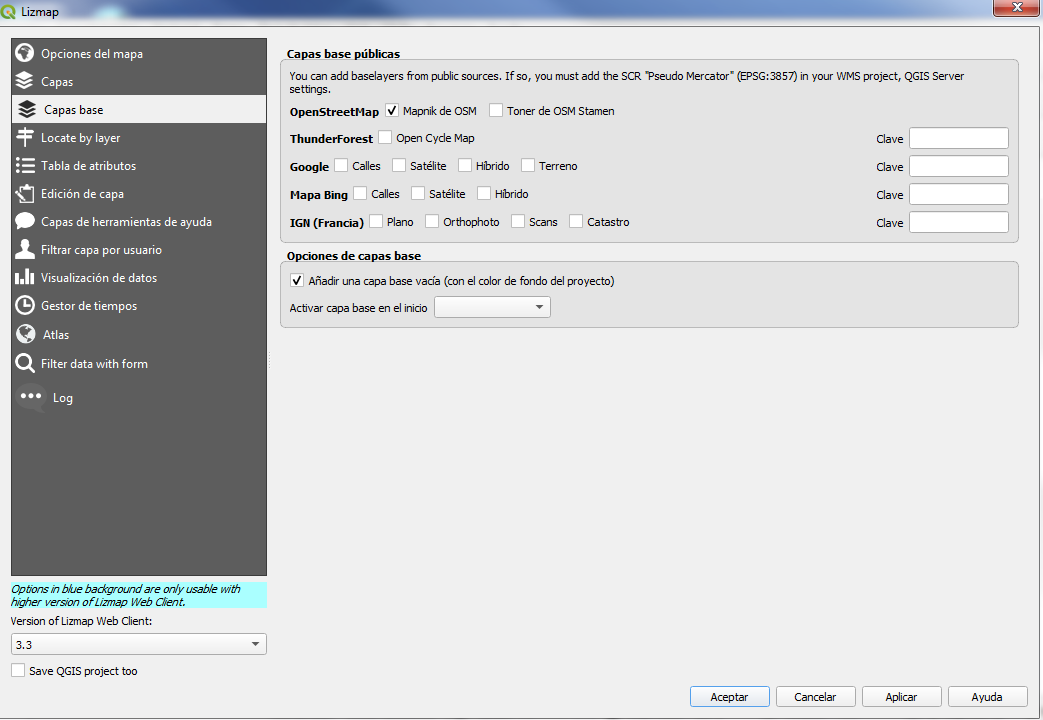 Lizmap
Opciones del mapa
Capas
Capas base
Locate by layer
Tabla de atributos
Edición de capa
Capas de herramientas de ayuda
Filtrar capa por usuario
Visualización de datos
Gestor de tiempos
Atlas
Filter data with form
Log
Options in blue background are only usable with
higher version of Lizmap Web Client.
Version of Lizmap Web Client:
3.3
Save QGIS project too
Capas base públicas
You can add baselayers from public sources. If so, you must add the SCR "Pseudo Mercator" (EPSG:3857) in your WMS project, QGIS Server
settings.
OpenStreetMap Mapnik de OSM Toner de OSM Stamen
ThunderForest Open Cycle Map Clave
Google Calles Satélite Híbrido Terreno Clave
Mapa Bing Calles Satélite Híbrido Clave
IGN (Francia) Plano Orthophoto Scans Catastro Clave
Opciones de capas base
Añadir una capa base vacía (con el color de fondo del proyecto)
Activar capa base en el inicio
Aceptar Cancelar Aplicar Ayuda